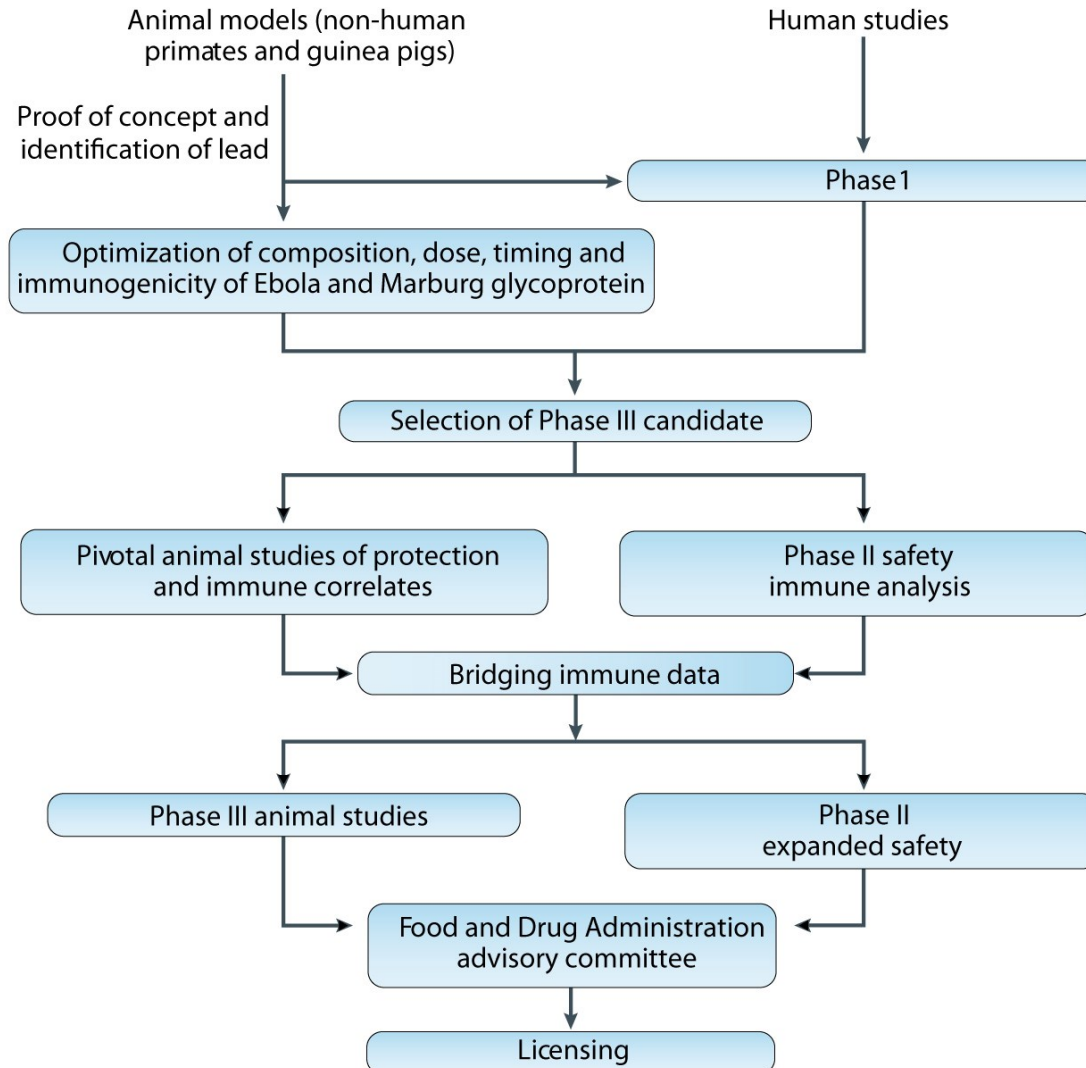 Animal models (non-human
primates and guinea pigs)
Human studies
Proof of concept and
identification of lead
Phase 1
Optimization of composition, dose, timing and
immunogenicity of Ebola and Marburg glycoprotein
Selection of Phase III candidate
Pivotal animal studies of protection
and immune correlates
Phase II safety
immune analysis
Bridging immune data
Phase III animal studies
Phase II
expanded safety
Food and Drug Administration
advisory committee
Licensing